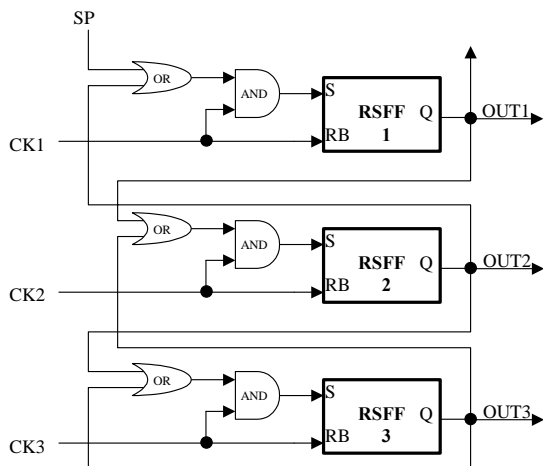 SP
OR
AND
S
RSFF
1
Q
OUT1
CK1
RB
OR
AND
S
RSFF
2
Q
OUT2
CK2
RB
OR
AND
S
RSFF
3
Q
OUT3
CK3
RB